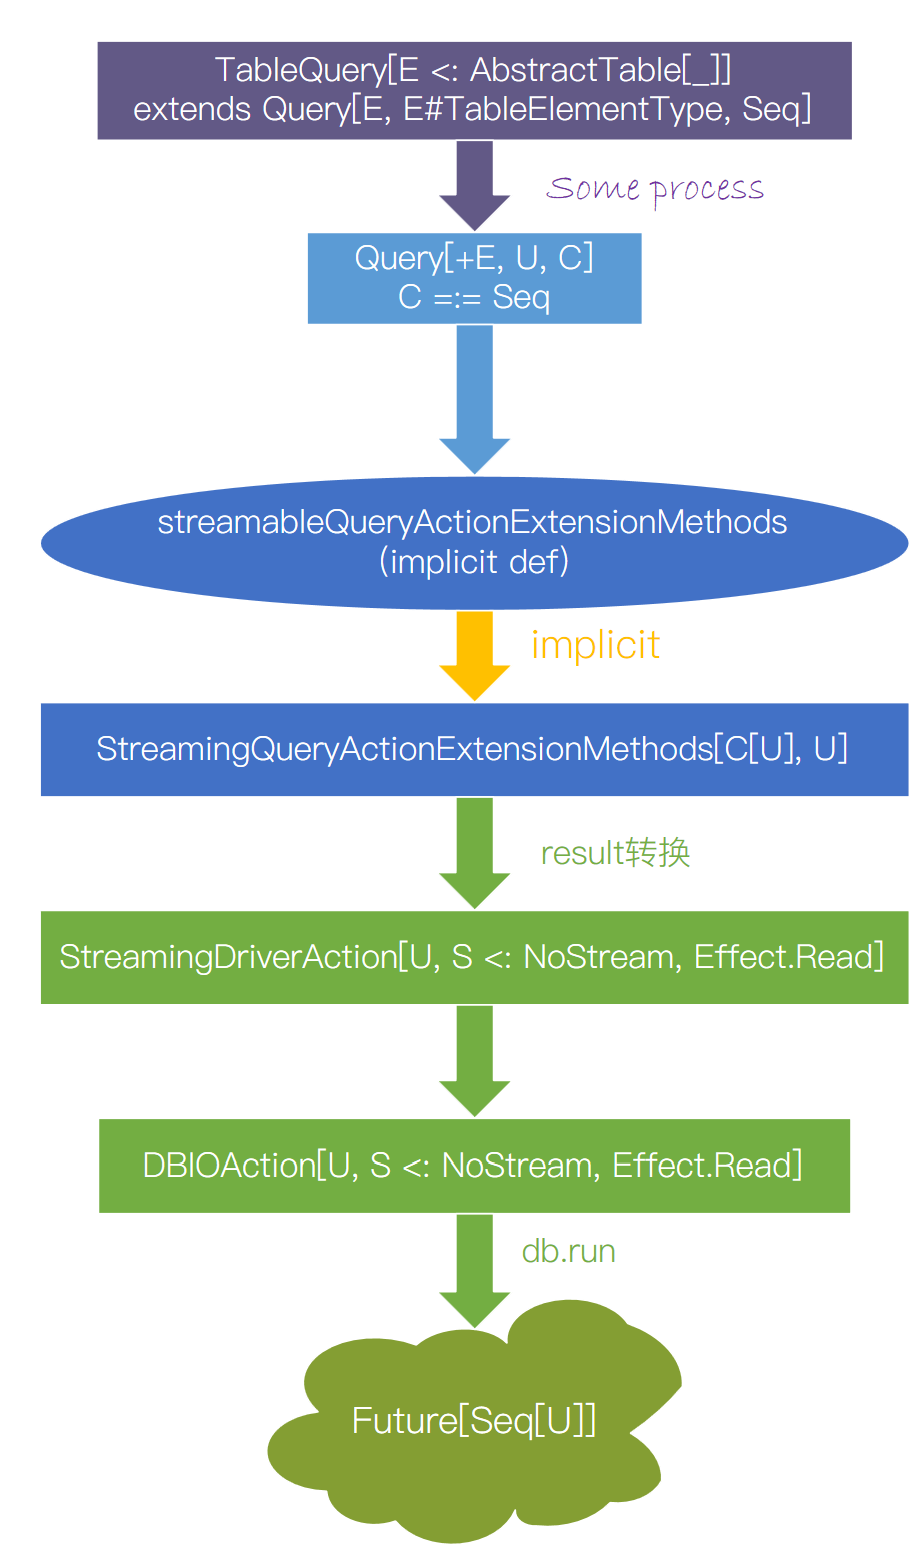 TableQuery[E <: AbstractTable[_]]
extends Query[E, E#TableElementType, Seq]
Some process
Query[+E, U, C]
C =:= Seq
streamableQueryActionExtensionMethods
(implicit def)
implicit
StreamingQueryActionExtensionMethods[C[U], U]
result转换
StreamingDriverAction[U, S <: NoStream, Effect.Read]
DBIOAction[U, S <: NoStream, Effect.Read]
db.run
Future[Seq[U]]